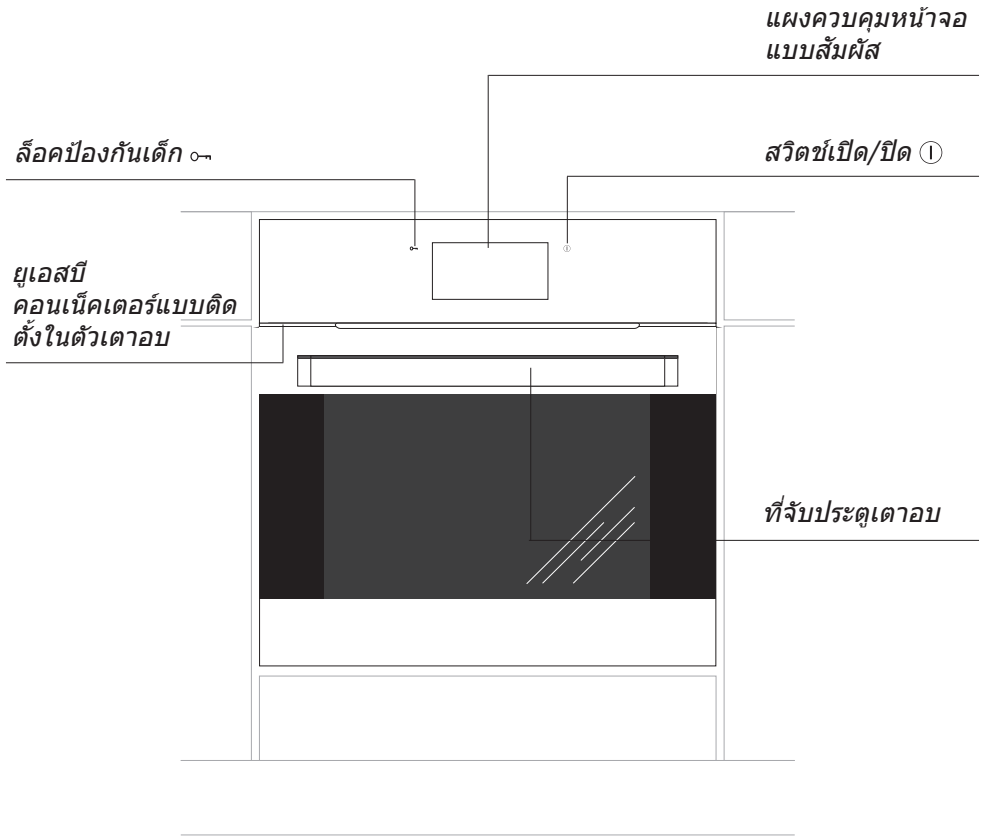 แผงควบคุมหน้าจอ
แบบสัมผัส
ล็อคป้องกันเด็ก
สวิตช์เปิด/ปิด
ยูเอสบี
คอนเน็คเตอร์แบบติด
ตั้งในตัวเตาอบ
ที่จับประตูเตาอบ